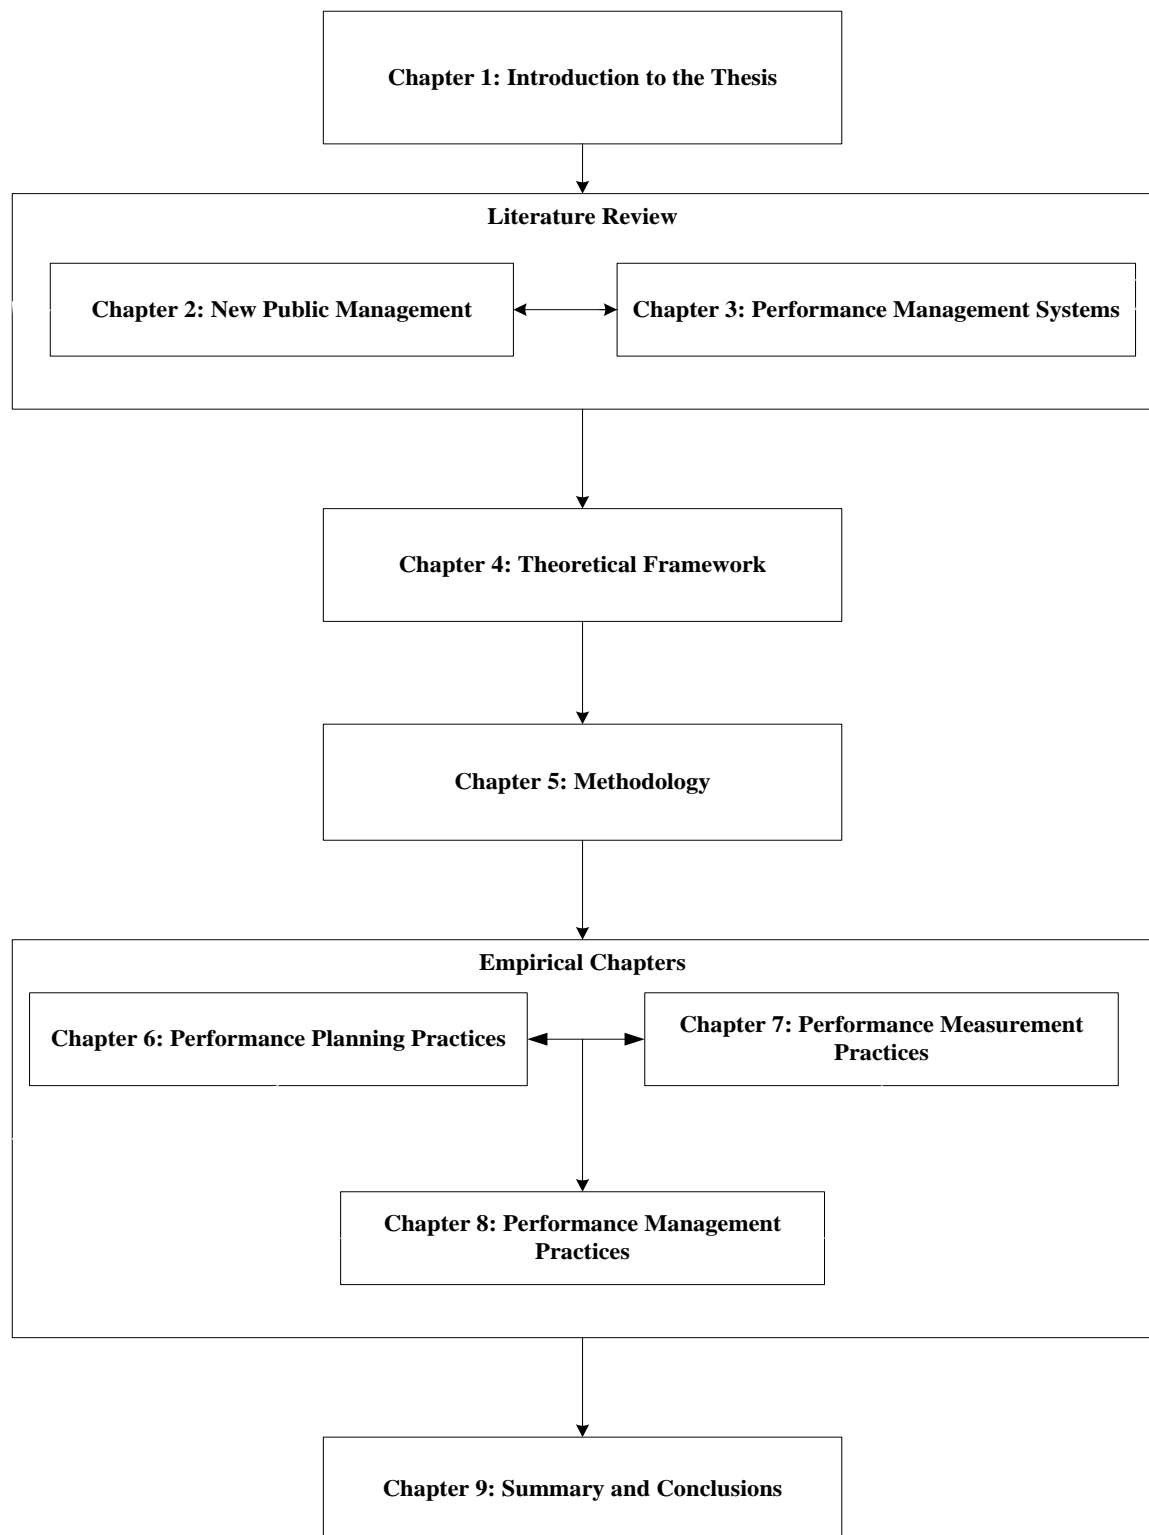 Chapter 1: Introduction to the Thesis
Literature Review
Chapter 2: New Public Management
Chapter 3: Performance Management Systems
Chapter 4: Theoretical Framework
Chapter 5: Methodology
Empirical Chapters
Chapter 6: Performance Planning Practices
Chapter 7: Performance Measurement
Practices
Chapter 8: Performance Management
Practices
Chapter 9: Summary and Conclusions